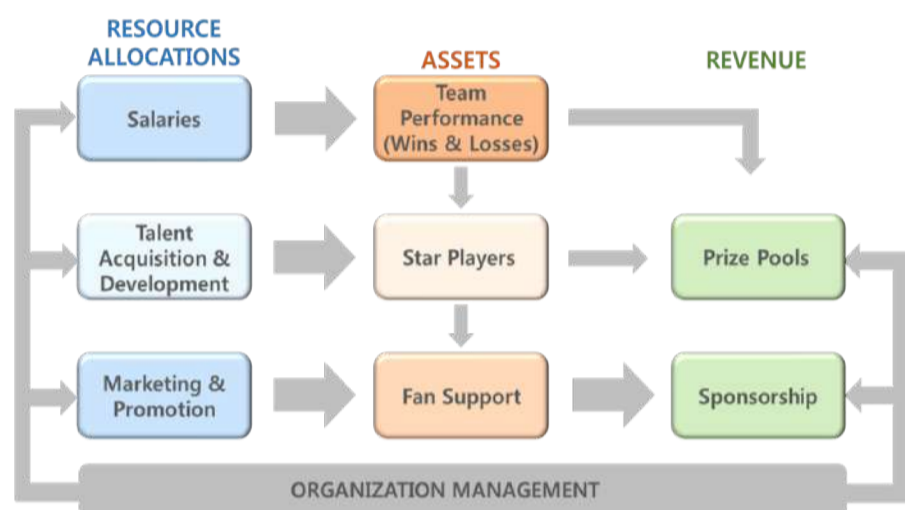 RESOURCE
ALLOCATIONS
ASSETS
REVENUE
Salaries
Team
Performance
(Wins & Losses)
Talent
Acquisition &
Development
Star Players
Prize Pools
Marketing &
Promotion
Fan Support
Sponsorship
ORGANIZATION MANAGEMENT